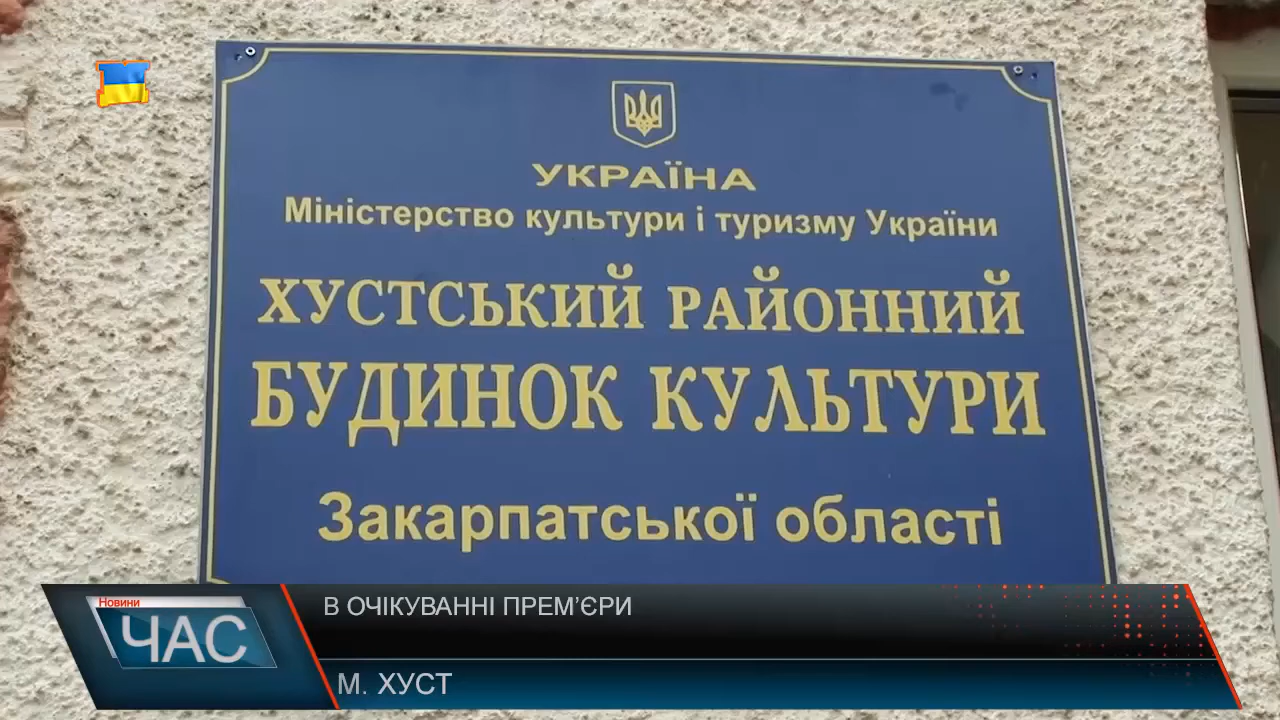 УКРАЇНА
Міністерство культури і туризму України
ХУСТСЬКИЙ РАЙОННИЙ
БУДИНОК КУЛЬТУРИ
Закарпатської області
Новини
ЧАС
В ОЧІКУВАННІ ПРЕМ’ЄРИ
М. ХУСТ